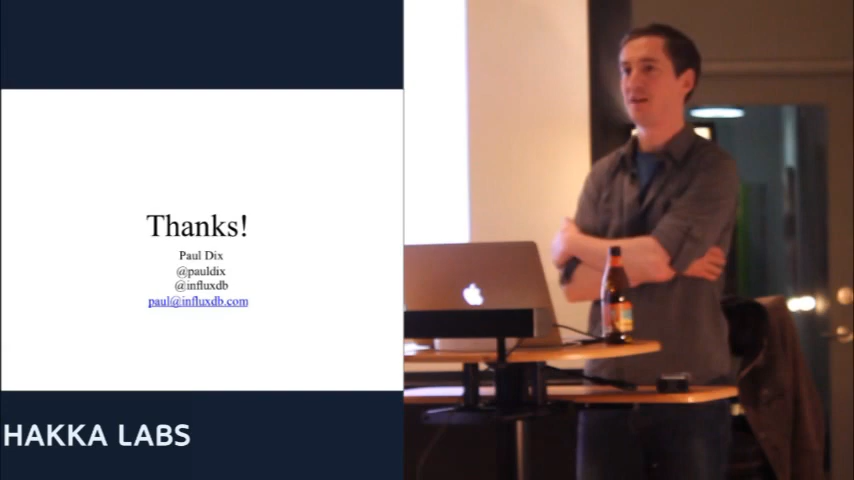 Thanks!
Paul Dix
@pauldix
@influxdb
paul@influxdb.com
HAKKA LABS